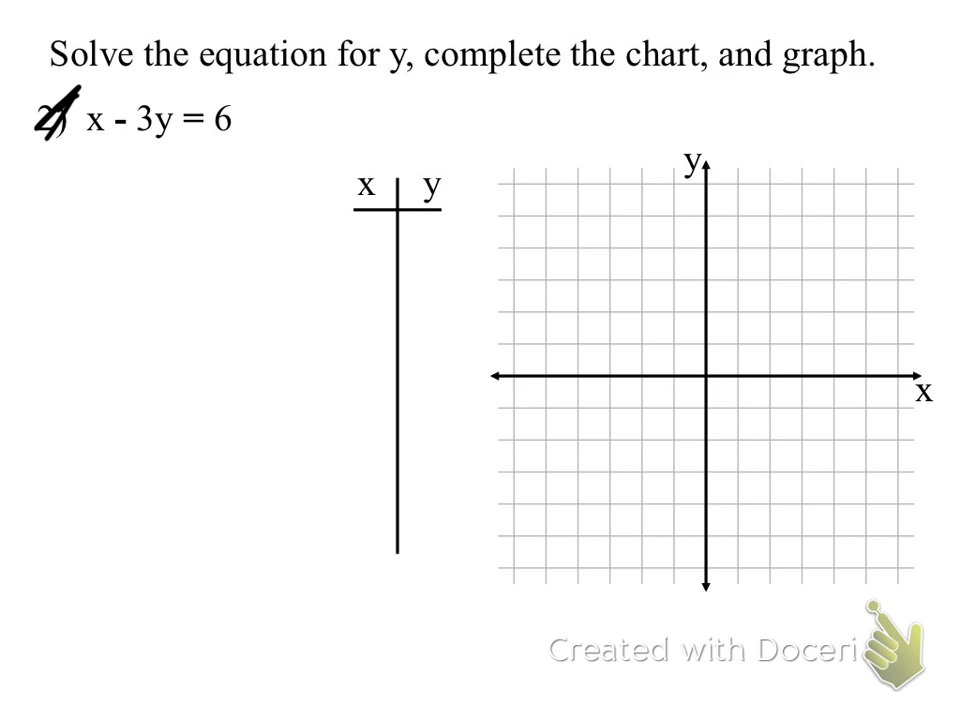 Solve the equation for y, complete the chart, and graph.
x - 3y = 6
x y
y
x
Created with Doceri